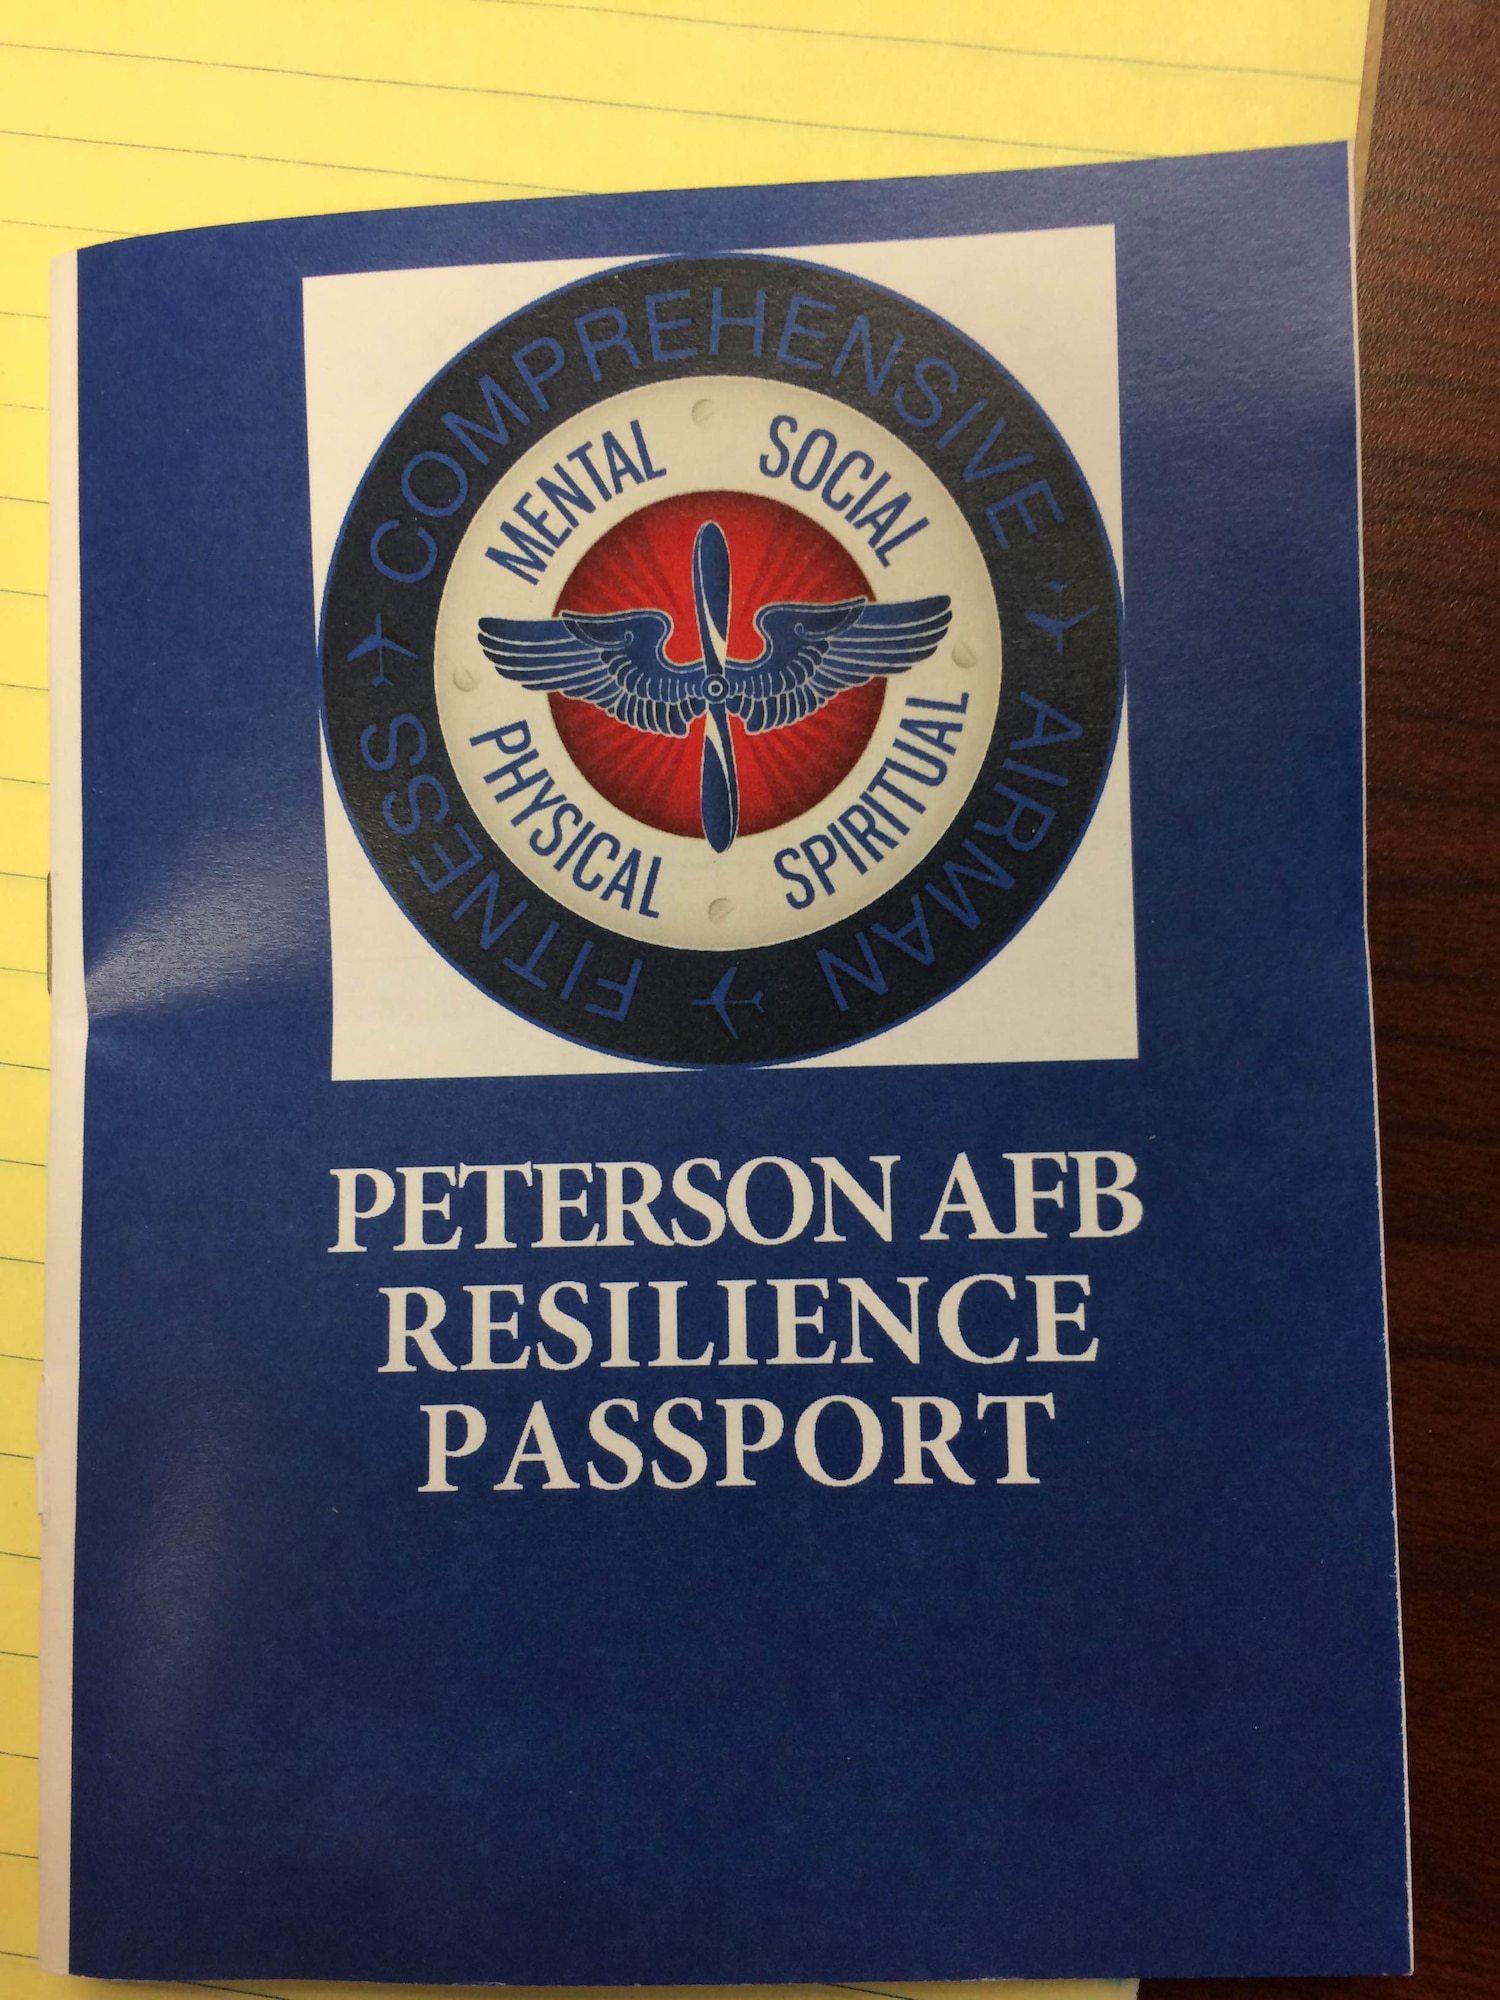 COMPREHENSIVE AIRMAN FITNESS
MENTAL
SOCIAL
PHYSICAL
SPIRITUAL
PETERSON AFB
RESILIENCE
PASSPORT